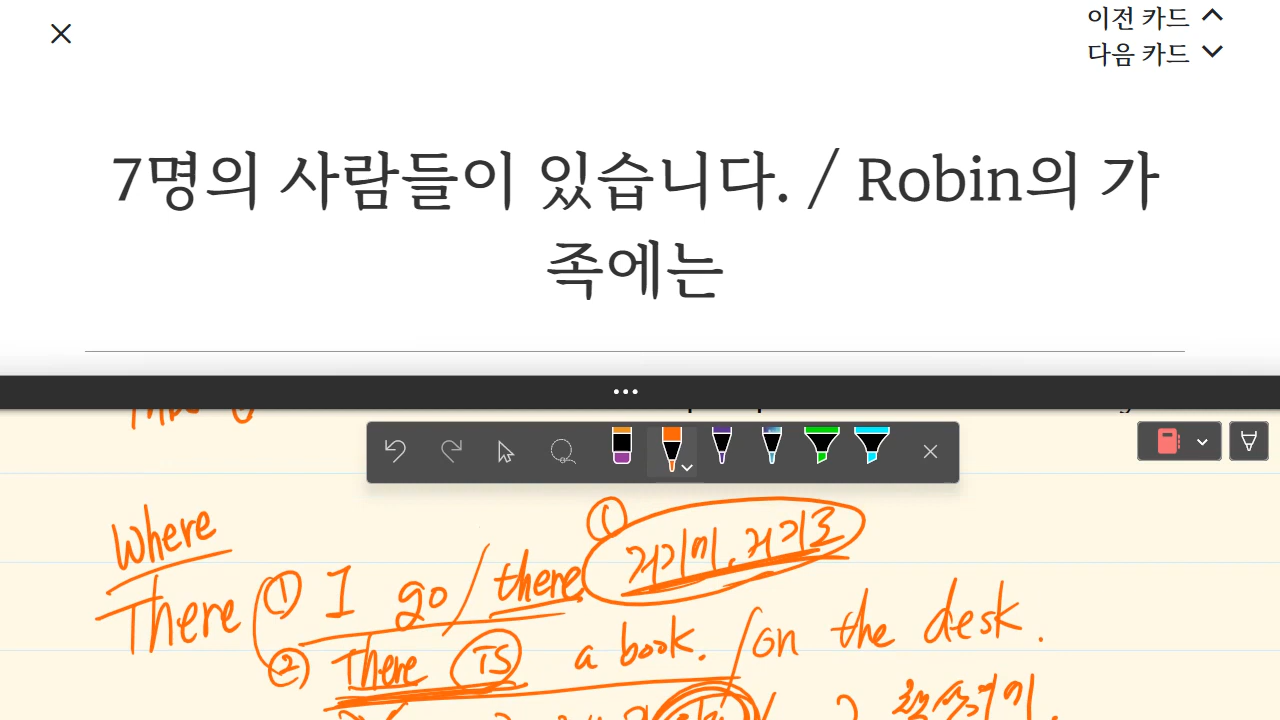 이전 카드
다음 카드
7명의 사람들이 있습니다. / Robin의 가
족에는
Where
There ① I go / there ① 거기에, 거기로
② There is a book. / on the desk.